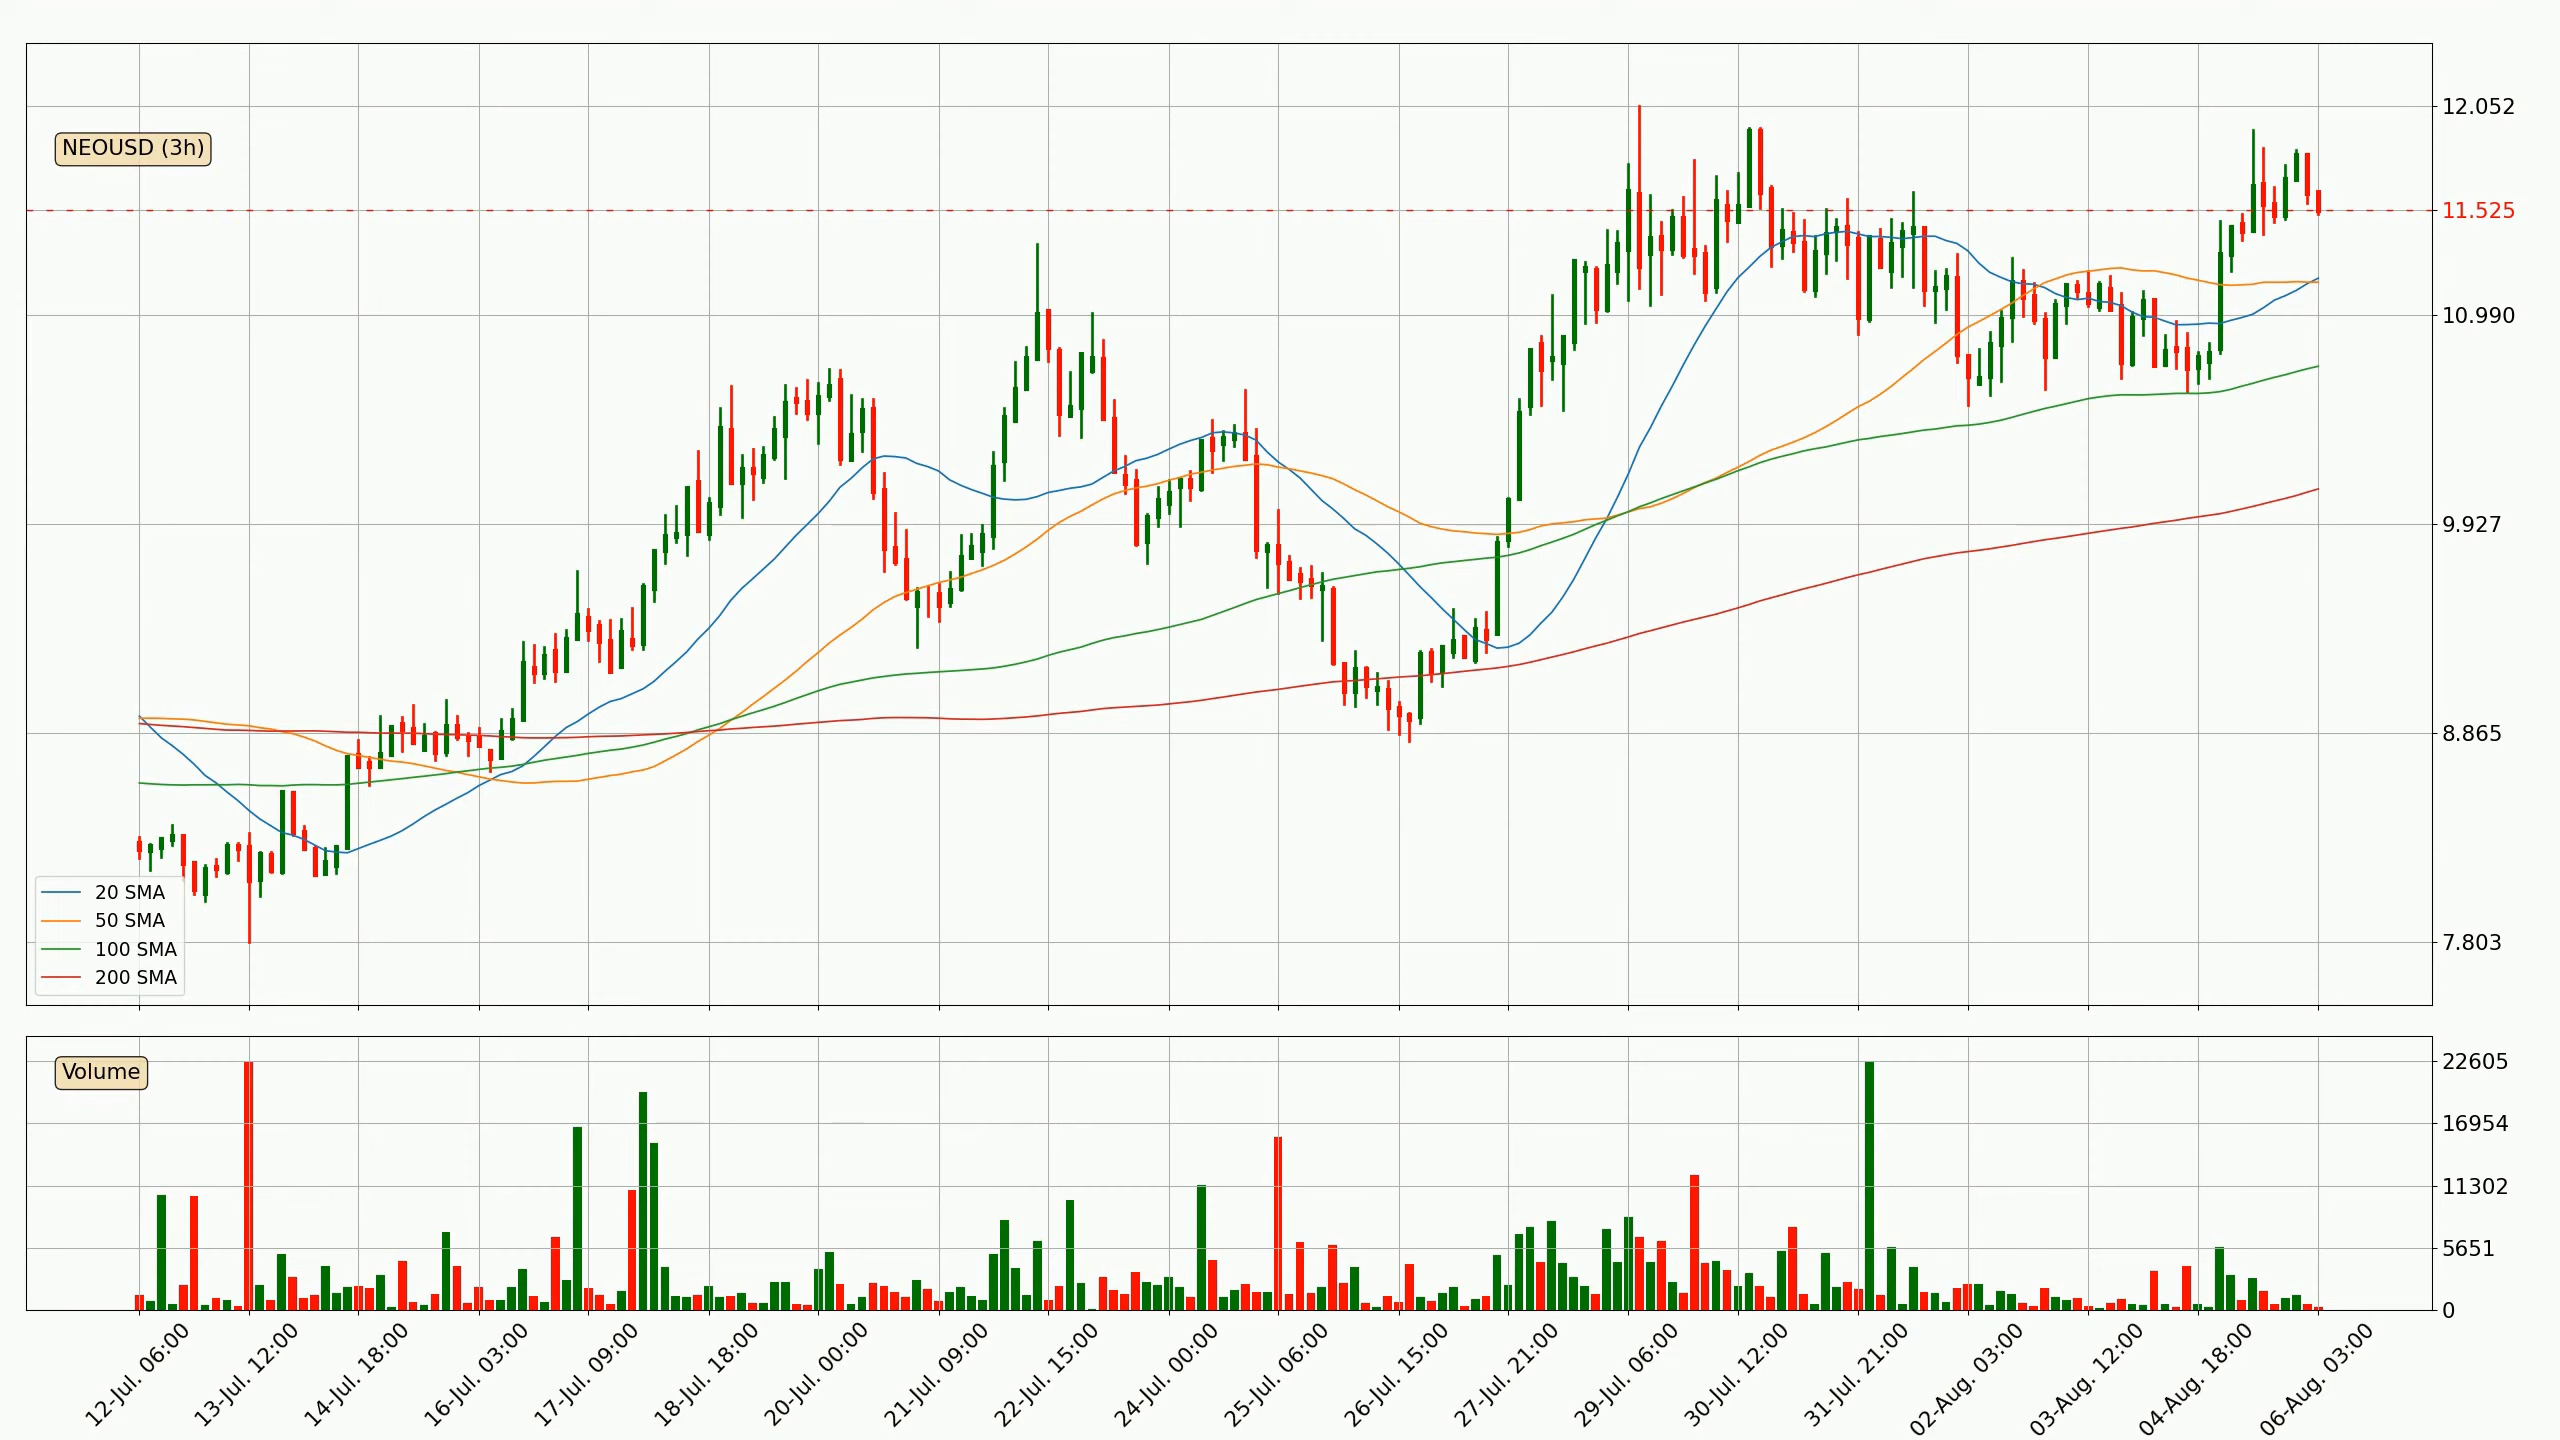 NEOUSD (3h)
12.052
11.525
10.990
9.927
8.865
7.803
20 SMA
50 SMA
100 SMA
200 SMA
Volume
22605
16954
11302
5651
0
12-Jul. 06:00
13-Jul. 12:00
14-Jul. 18:00
16-Jul. 03:00
17-Jul. 09:00
18-Jul. 18:00
20-Jul. 00:00
21-Jul. 09:00
22-Jul. 15:00
24-Jul. 00:00
25-Jul. 06:00
26-Jul. 15:00
27-Jul. 21:00
29-Jul. 06:00
30-Jul. 12:00
31-Jul. 21:00
02-Aug. 03:00
03-Aug. 12:00
04-Aug. 18:00
06-Aug. 03:00